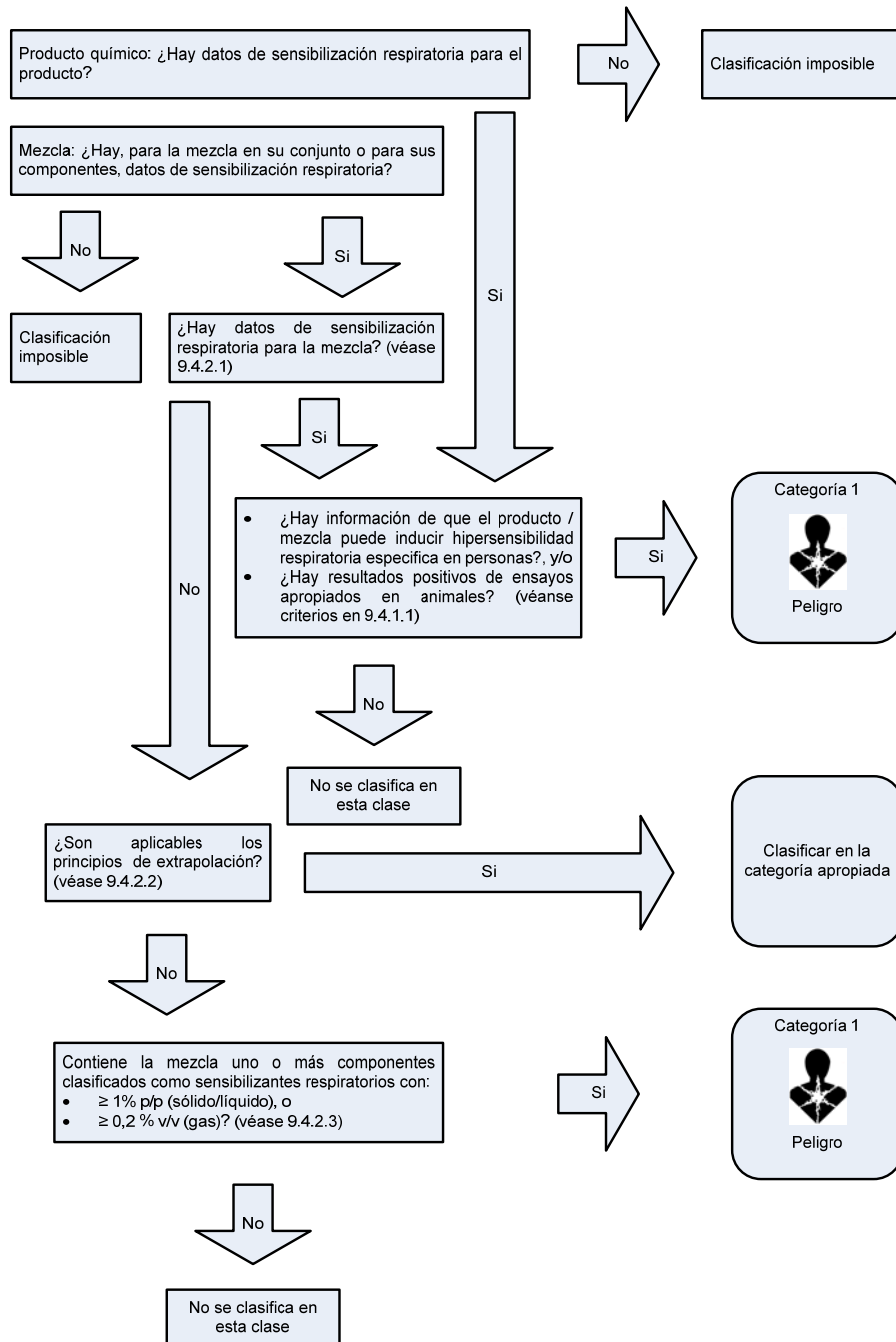 Producto químico: ¿Hay datos de sensibilización respiratoria para el
producto?
No
Clasificación imposible
Mezcla: ¿Hay, para la mezcla en su conjunto o para sus
componentes, datos de sensibilización respiratoria?
No
Si
Si
Clasificación
imposible
¿Hay datos de sensibilización
respiratoria para la mezcla? (véase
9.4.2.1)
Si
No
• ¿Hay información de que el producto /
mezcla puede inducir hipersensibilidad
respiratoria especifica en personas?, y/o
• ¿Hay resultados positivos de ensayos
apropiados en animales? (véanse
criterios en 9.4.1.1)
Si
Categoría 1
Peligro
No
No se clasifica en
esta clase
¿Son aplicables los
principios de extrapolación?
(véase 9.4.2.2)
Si
Clasificar en la
categoría apropiada
No
Contiene la mezcla uno o más componentes
clasificados como sensibilizantes respiratorios con:
• ≥ 1% p/p (sólido/líquido), o
• ≥ 0,2 % v/v (gas)? (véase 9.4.2.3)
Si
Categoría 1
Peligro
No
No se clasifica en
esta clase